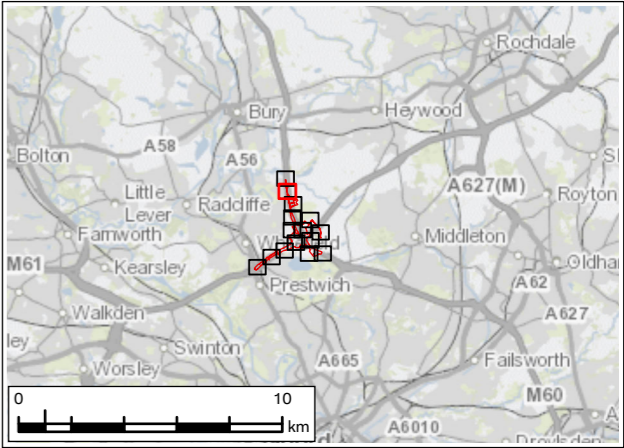 Rochdale
Bury
Heywood
A58
Bolton
A56
A627(M)
Little
Lever
Radcliffe
Royton
Farnworth
Middleton
M61
Kearsley
A62
Prestwich
Walkden
A627
Swinton
A665
Failsworth
Worsley
M60
0
10
km
A6010